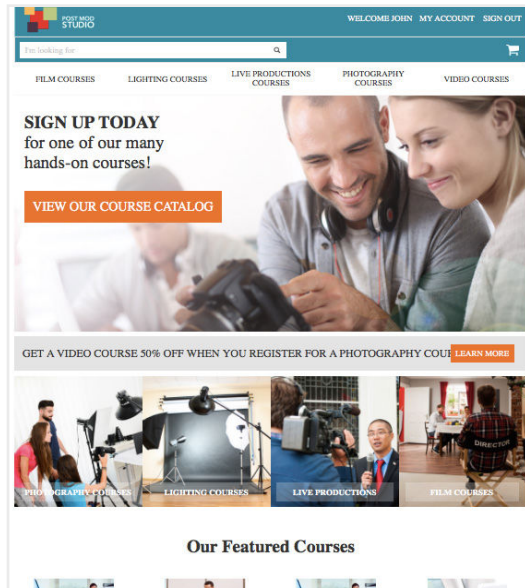 POST MOD
STUDIO
WELCOME JOHN MY ACCOUNT SIGN OUT
I'm looking for
FILM COURSES
LIGHTING COURSES
LIVE PRODUCTIONS
COURSES
PHOTOGRAPHY
COURSES
VIDEO COURSES
SIGN UP TODAY
for one of our many
hands-on courses!
VIEW OUR COURSE CATALOG
GET A VIDEO COURSE 50% OFF WHEN YOU REGISTER FOR A PHOTOGRAPHY COUR
LEARN MORE
DIRECTOR
PHOTOGRAPHY COURSES
LIGHTING COURSES
LIVE PRODUCTIONS
FILM COURSES
Our Featured Courses